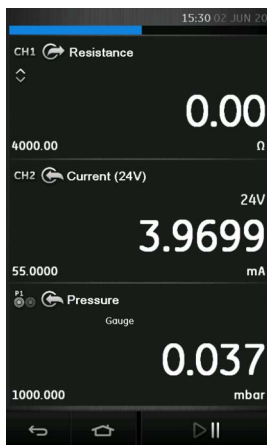 15:30 02 JUN 20
CH1 Resistance
0.00
4000.00 Ω
CH2 Current (24V)
24V
3.9699
55.0000 mA
P1 Pressure
Gauge
0.037
1000.000 mbar